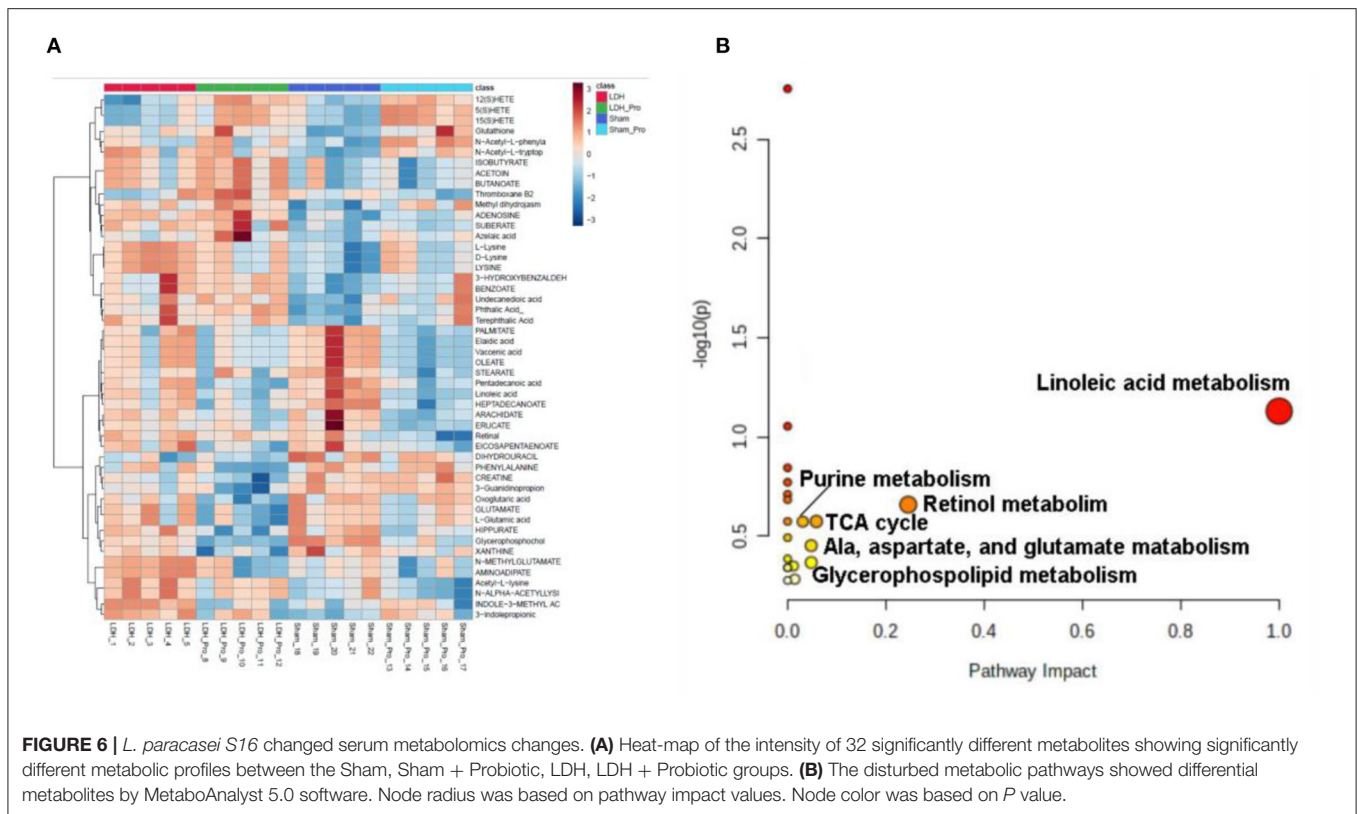 A
B
class
12(S)HETE
5(S)HETE
15(S)HETE
Glutathione
N-Acetyl-L-phenyla
N-Acetyl-L-tryptop
ISOBUTYRATE
ACETOIN
BUTANOATE
Thromboxane B2
Methyl dihydrojasm
ADENOSINE
SUBERATE
Azelaic acid
L-Lysine
D-Lysine
LYSINE
3-HYDROXYBENZALDEH
BENZOATE
Undecanedioic acid
Phthalic Acid_
Terephthalic Acid
PALMITATE
Elaidic acid
Vaccenic acid
OLEATE
STEARATE
Pentadecanoic acid
Linoleic acid
HEPTADECANOATE
ARACHIDATE
ERUCATE
Retinal
EICOSAPENTAENOATE
DIHYDROURACIL
PHENYLALANINE
CREATINE
3-Guanidinopropion
Oxoglutaric acid
GLUTAMATE
L-Glutamic acid
HIPPURATE
Glycerophosphochol
XANTHINE
N-METHYLGLUTAMATE
AMINOADIPATE
Acetyl-L-lysine
N-ALPHA-ACETYLLYSI
INDOLE-3-METHYL AC
3-Indolepropionic
3
2
1
0
-1
-2
-3
class
LDH
LDH_Pro
Sham
Sham_Pro
LDH_1
LDH_2
LDH_3
LDH_4
LDH_5
LDH_Pro_8
LDH_Pro_9
LDH_Pro_10
LDH_Pro_11
LDH_Pro_12
Sham_18
Sham_19
Sham_20
Sham_21
Sham_22
Sham_Pro_13
Sham_Pro_14
Sham_Pro_15
Sham_Pro_16
Sham_Pro_17
-log10(p)
2.5
2.0
1.5
1.0
0.5
Linoleic acid metabolism
Purine metabolism
Retinol metabolim
TCA cycle
Ala, aspartate, and glutamate matabolism
Glycerophospolipid metabolism
0.0 0.2 0.4 0.6 0.8 1.0
Pathway Impact
FIGURE 6 | L. paracasei S16 changed serum metabolomics changes. (A) Heat-map of the intensity of 32 significantly different metabolites showing significantly
different metabolic profiles between the Sham, Sham + Probiotic, LDH, LDH + Probiotic groups. (B) The disturbed metabolic pathways showed differential
metabolites by MetaboAnalyst 5.0 software. Node radius was based on pathway impact values. Node color was based on P value.